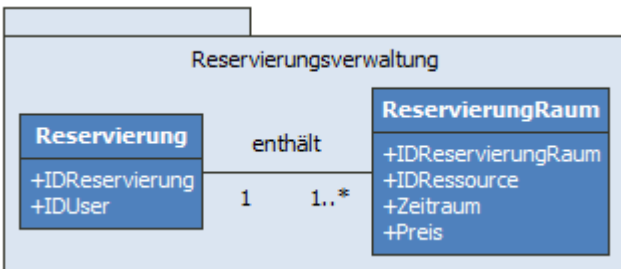 Reservierungsverwaltung
Reservierung
+IDReservierung
+IDUser
enthält
1 1..*
ReservierungRaum
+IDReservierungRaum
+IDRessource
+Zeitraum
+Preis